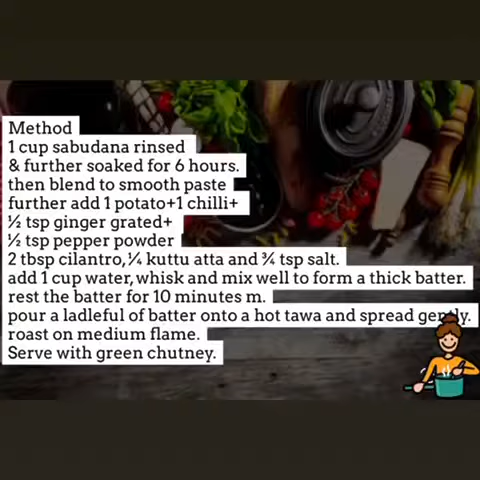 Method
1 cup sabudana rinsed
& further soaked for 6 hours.
then blend to smooth paste
further add 1 potato+1 chilli+
½ tsp ginger grated+
½ tsp pepper powder
2 tbsp cilantro,¼ kuttu atta and ¾ tsp salt.
add 1 cup water,whisk and mix well to form a thick batter.
rest the batter for 10 minutes m.
pour a ladleful of batter onto a hot tawa and spread gently.
roast on medium flame.
Serve with green chutney.